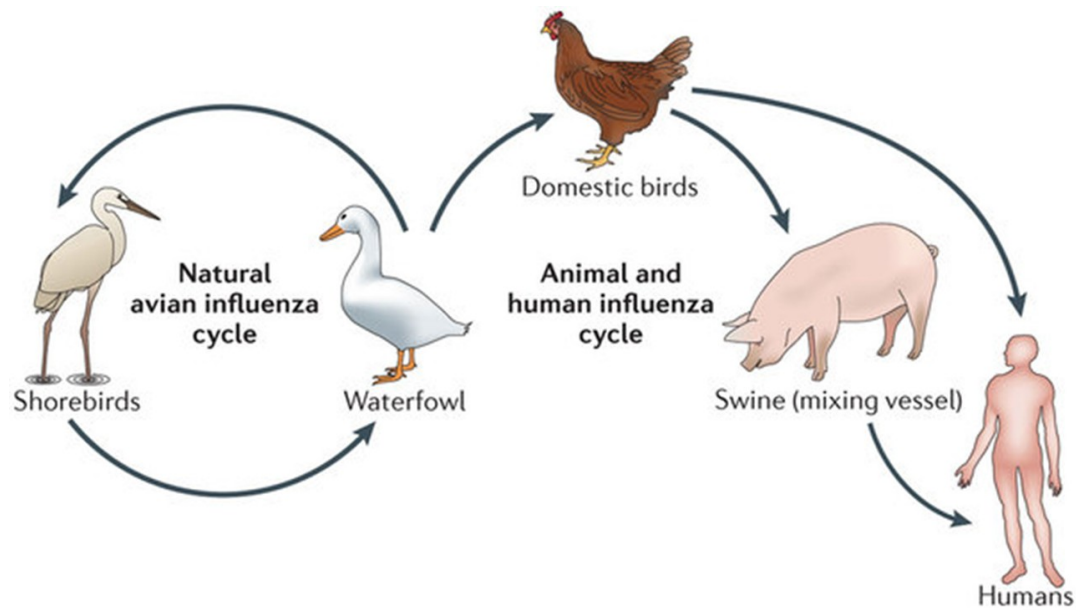 Domestic birds
Natural
avian influenza
cycle
Animal and
human influenza
cycle
Shorebirds
Waterfowl
Swine (mixing vessel)
Humans